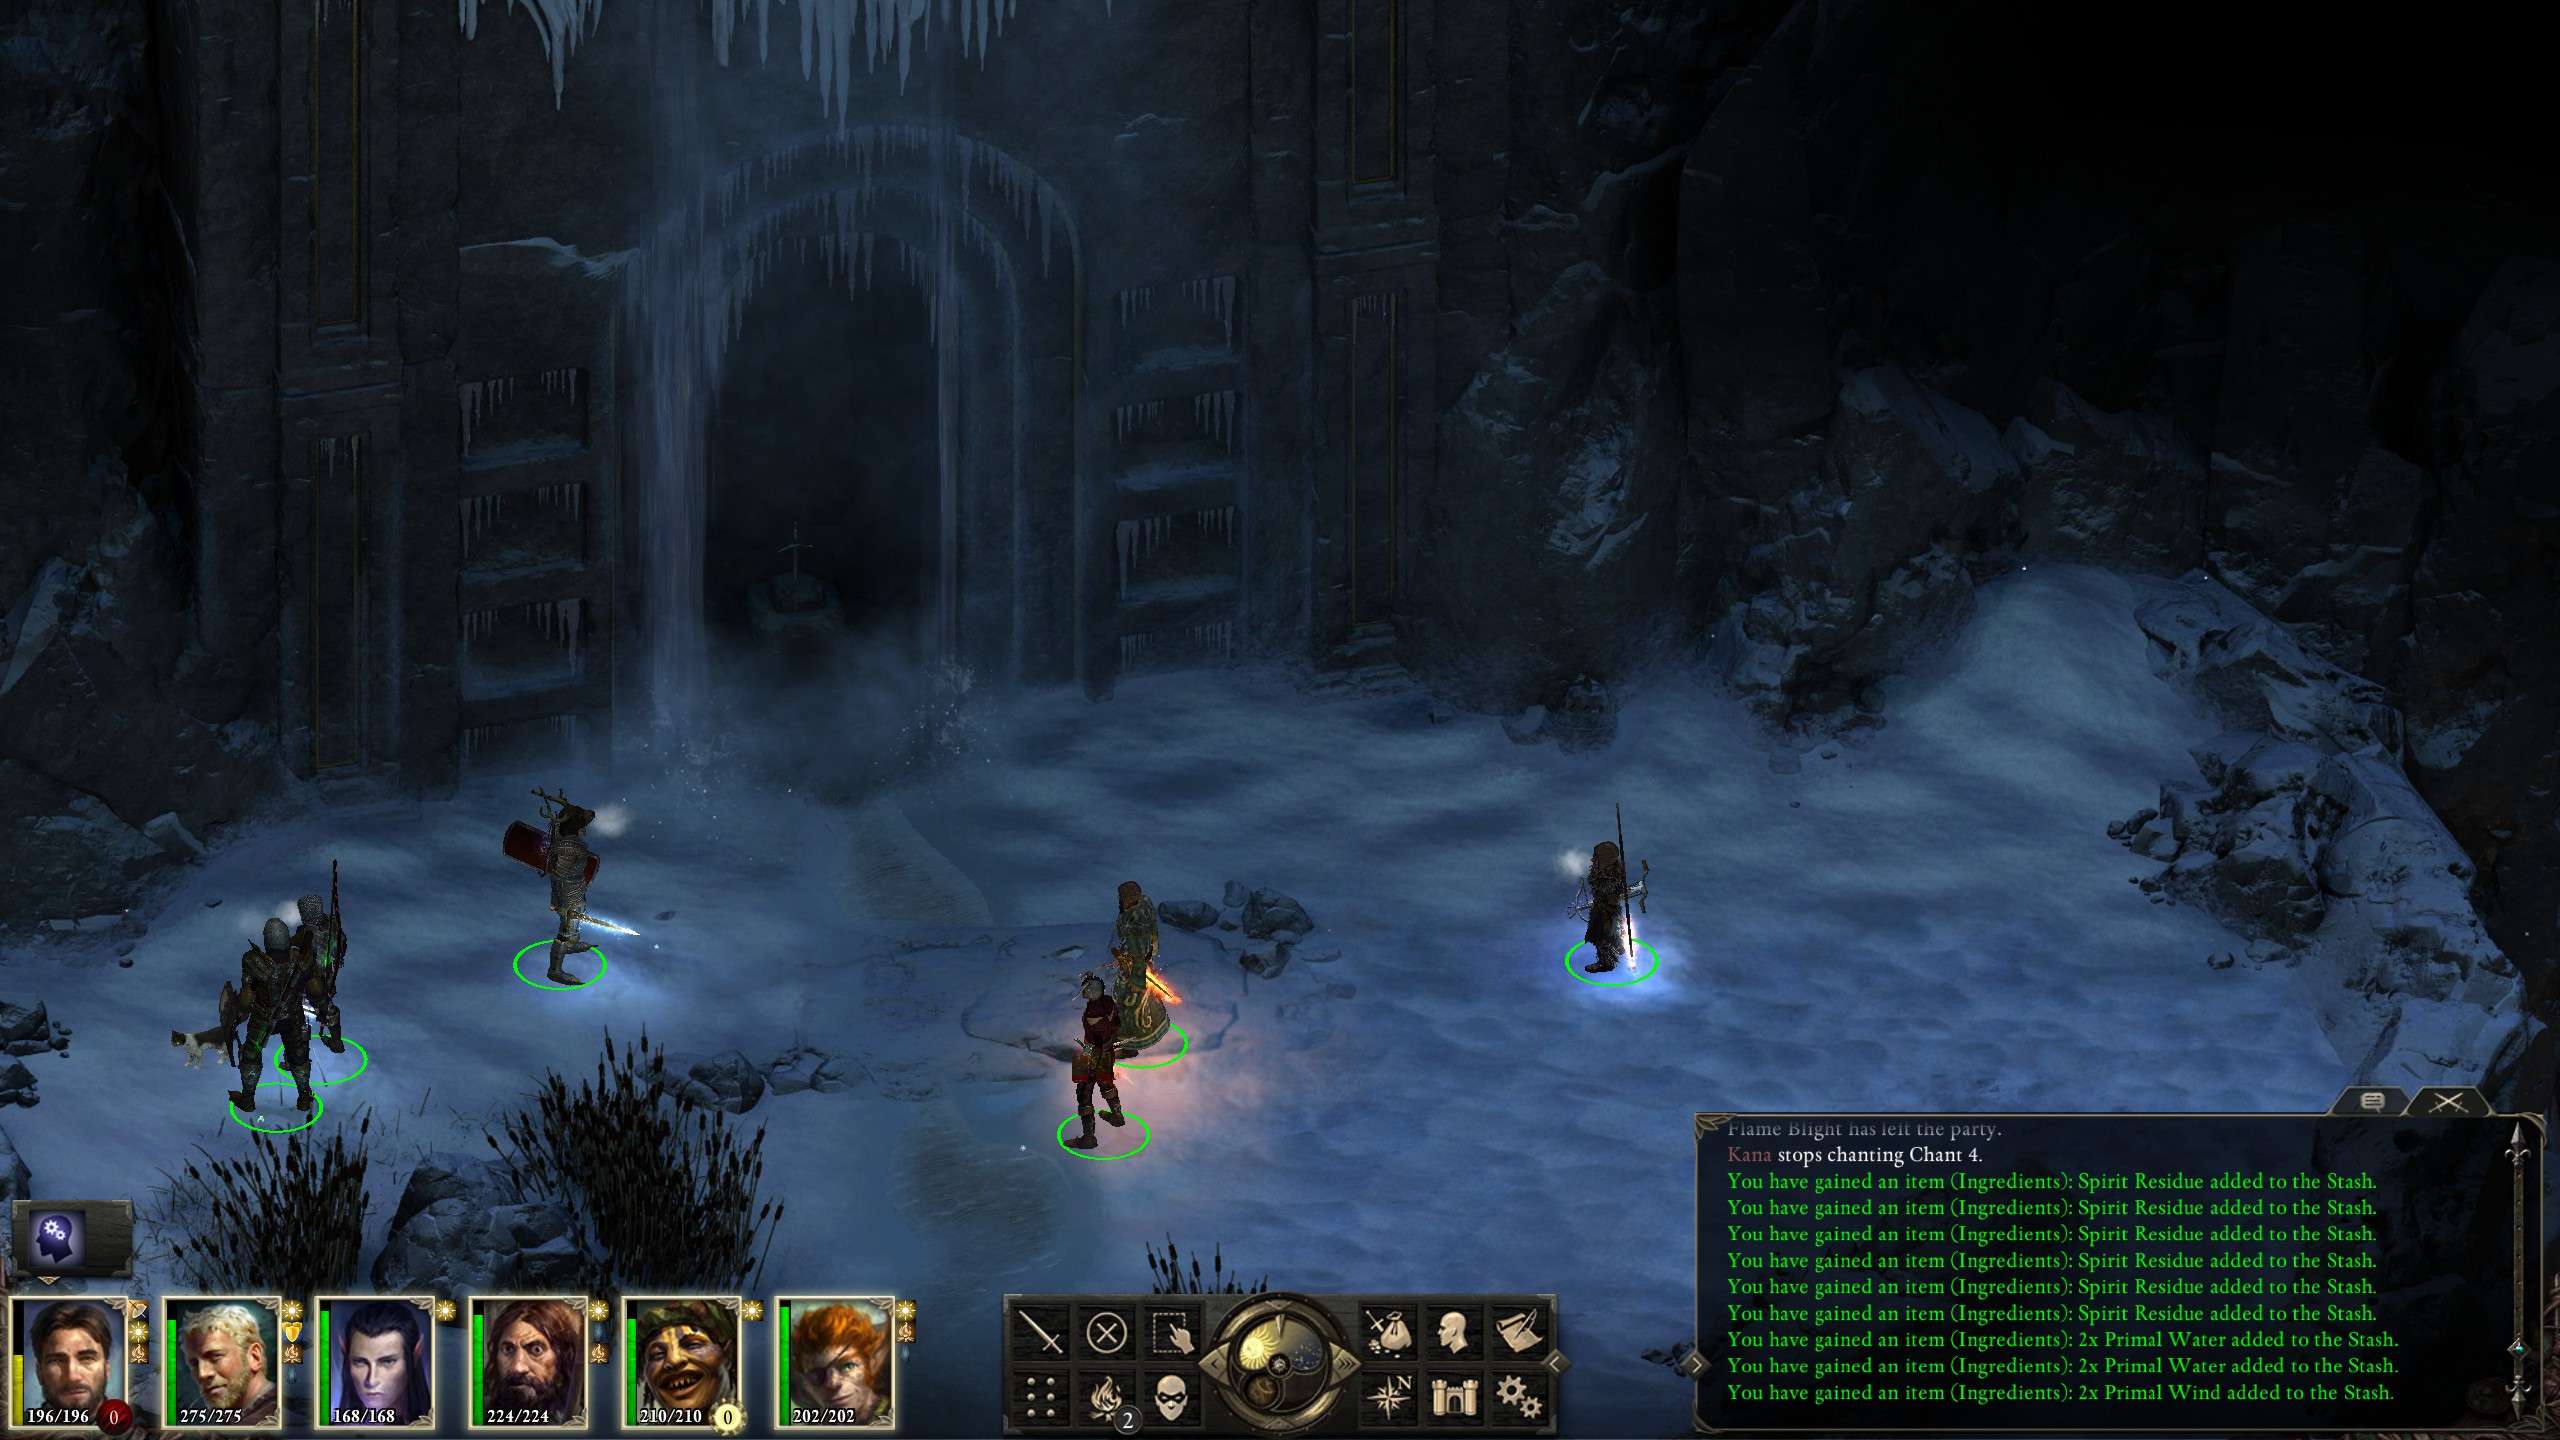 Flame Blight has left the party.
Kana stops chanting Chant 4.
You have gained an item (Ingredients): Spirit Residue added to the Stash.
You have gained an item (Ingredients): Spirit Residue added to the Stash.
You have gained an item (Ingredients): Spirit Residue added to the Stash.
You have gained an item (Ingredients): Spirit Residue added to the Stash.
You have gained an item (Ingredients): Spirit Residue added to the Stash.
You have gained an item (Ingredients): Spirit Residue added to the Stash.
You have gained an item (Ingredients): 2x Primal Water added to the Stash.
You have gained an item (Ingredients): 2x Primal Water added to the Stash.
You have gained an item (Ingredients): 2x Primal Wind added to the Stash.
196/196 0 275/275 168/168 224/224 210/210 0 202/202
N
2